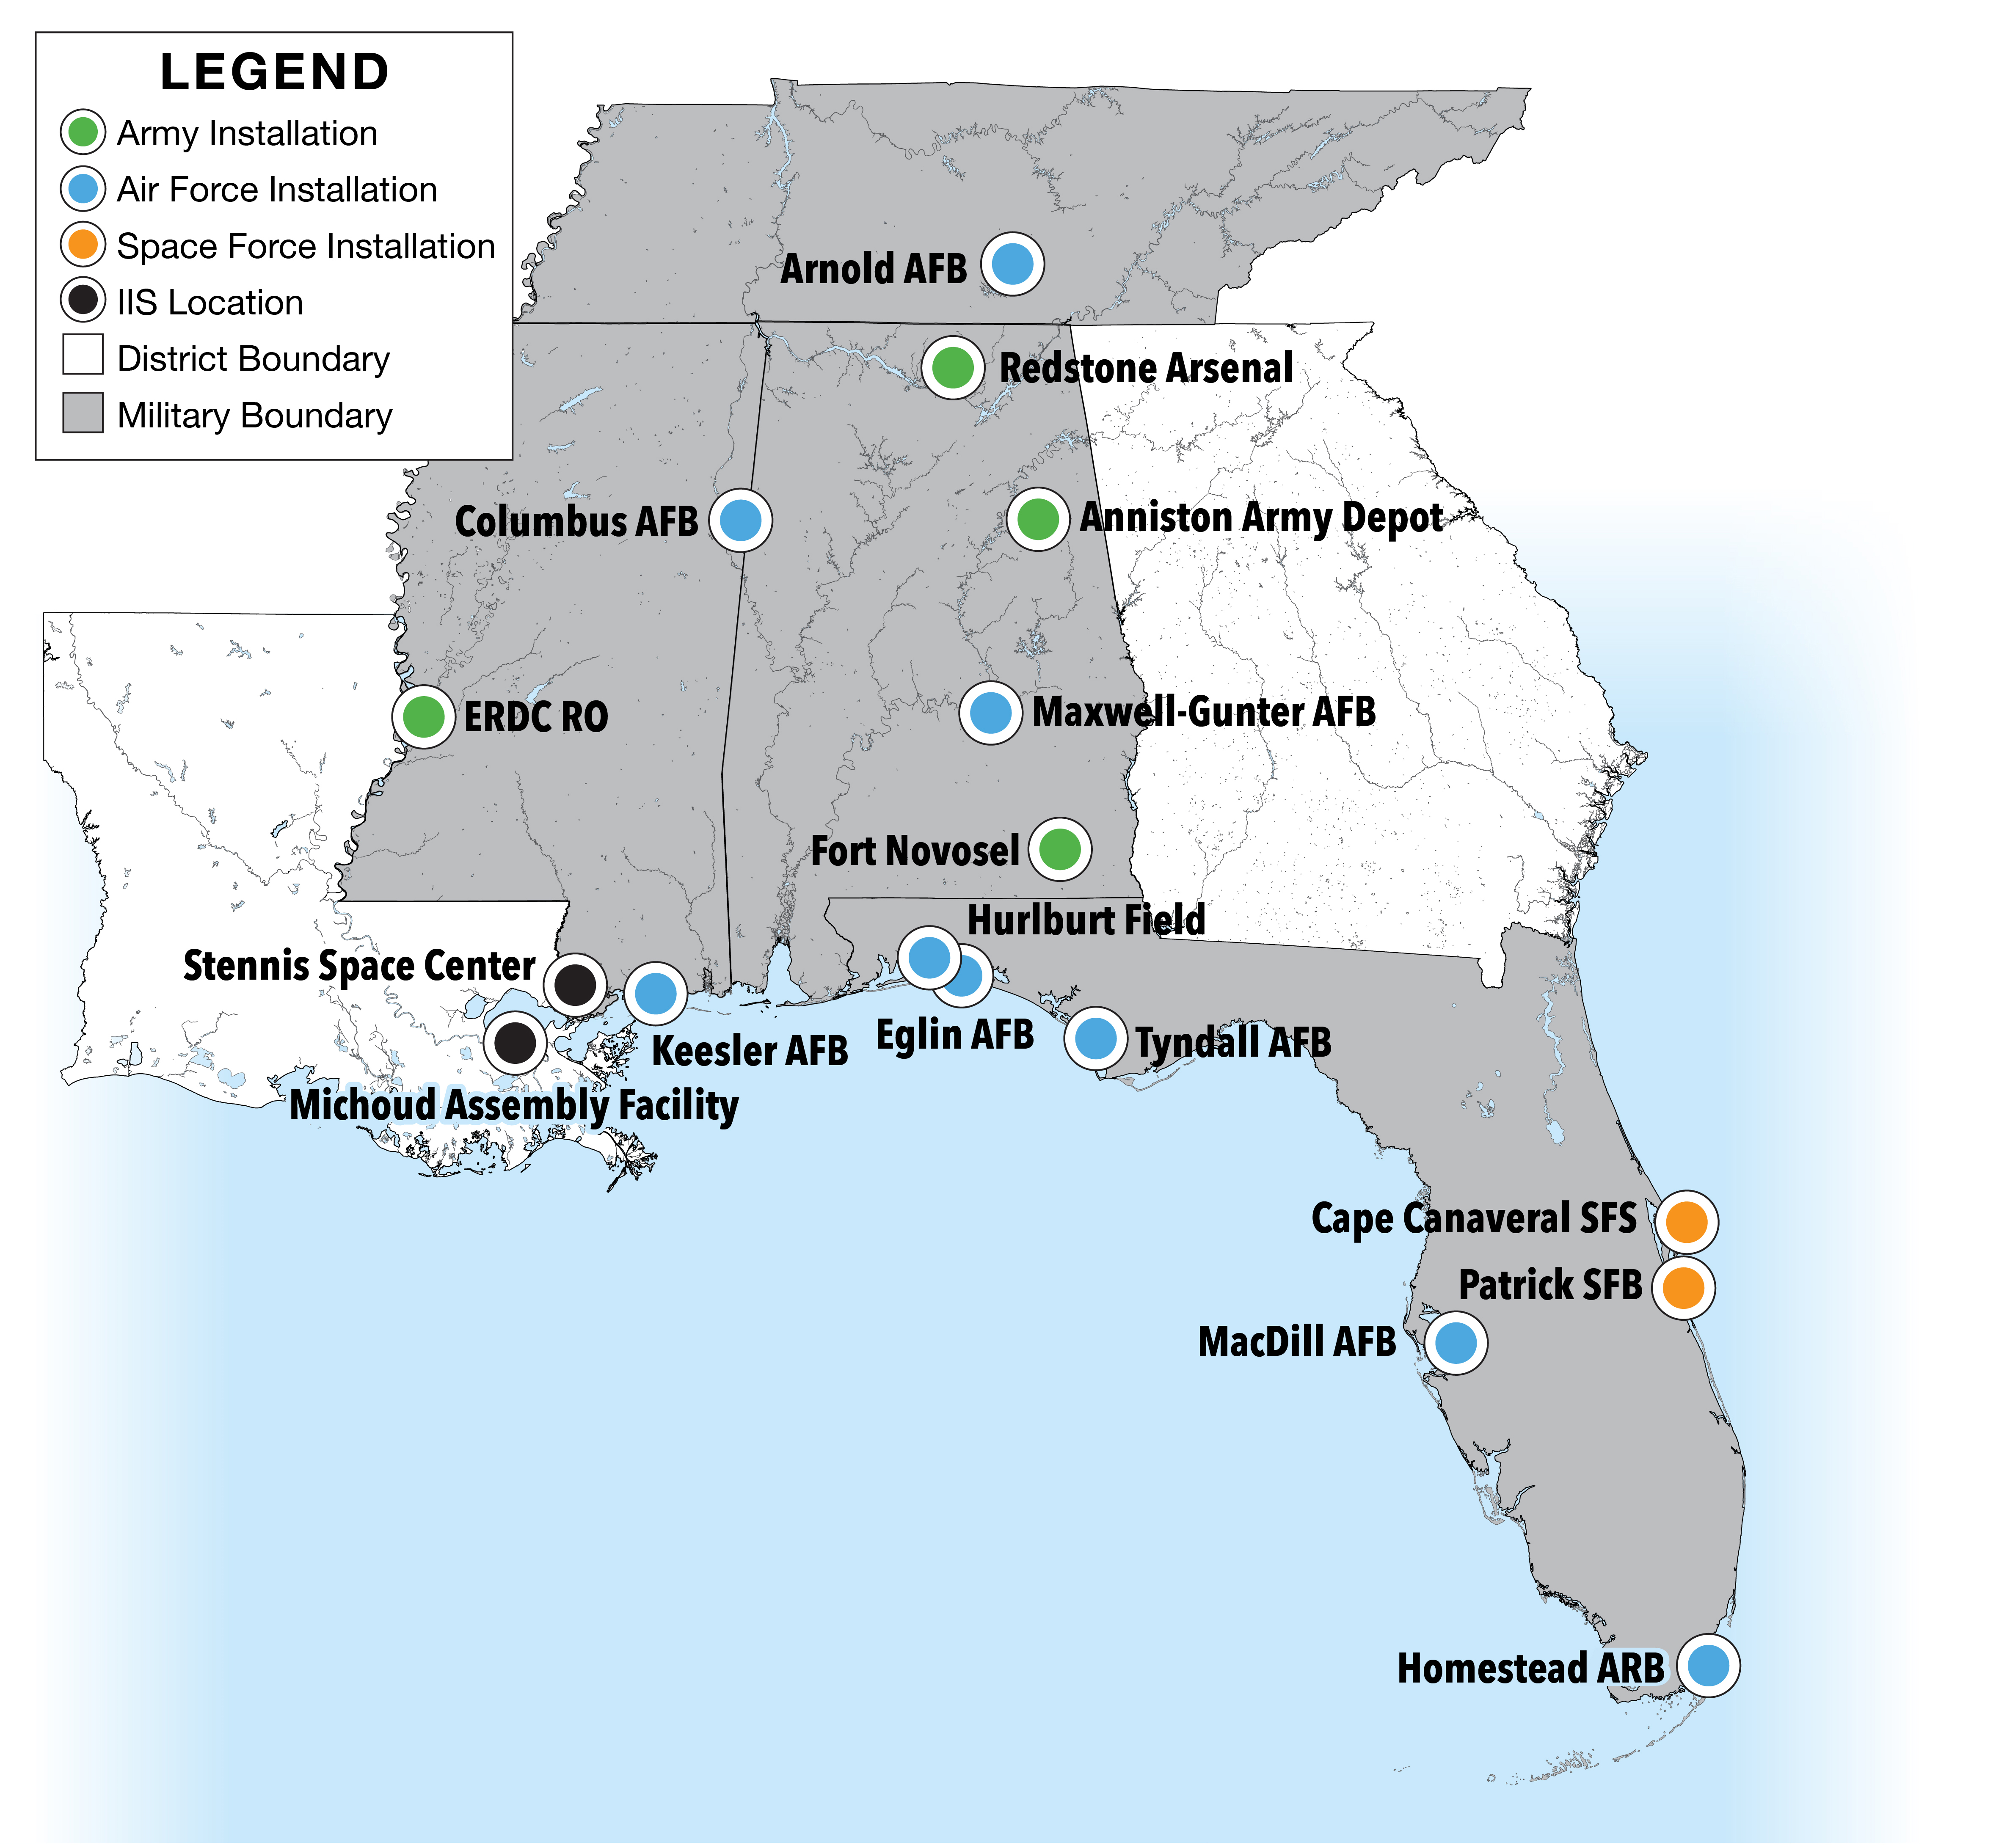 LEGEND
Army Installation
Air Force Installation
Space Force Installation
IIS Location
District Boundary
Military Boundary
Arnold AFB
Redstone Arsenal
Columbus AFB
Anniston Army Depot
ERDC RO
Maxwell-Gunter AFB
Fort Novosel
Hurlburt Field
Stennis Space Center
Eglin AFB
Tyndall AFB
Keesler AFB
Michoud Assembly Facility
Cape Canaveral SFS
Patrick SFB
MacDill AFB
Homestead ARB